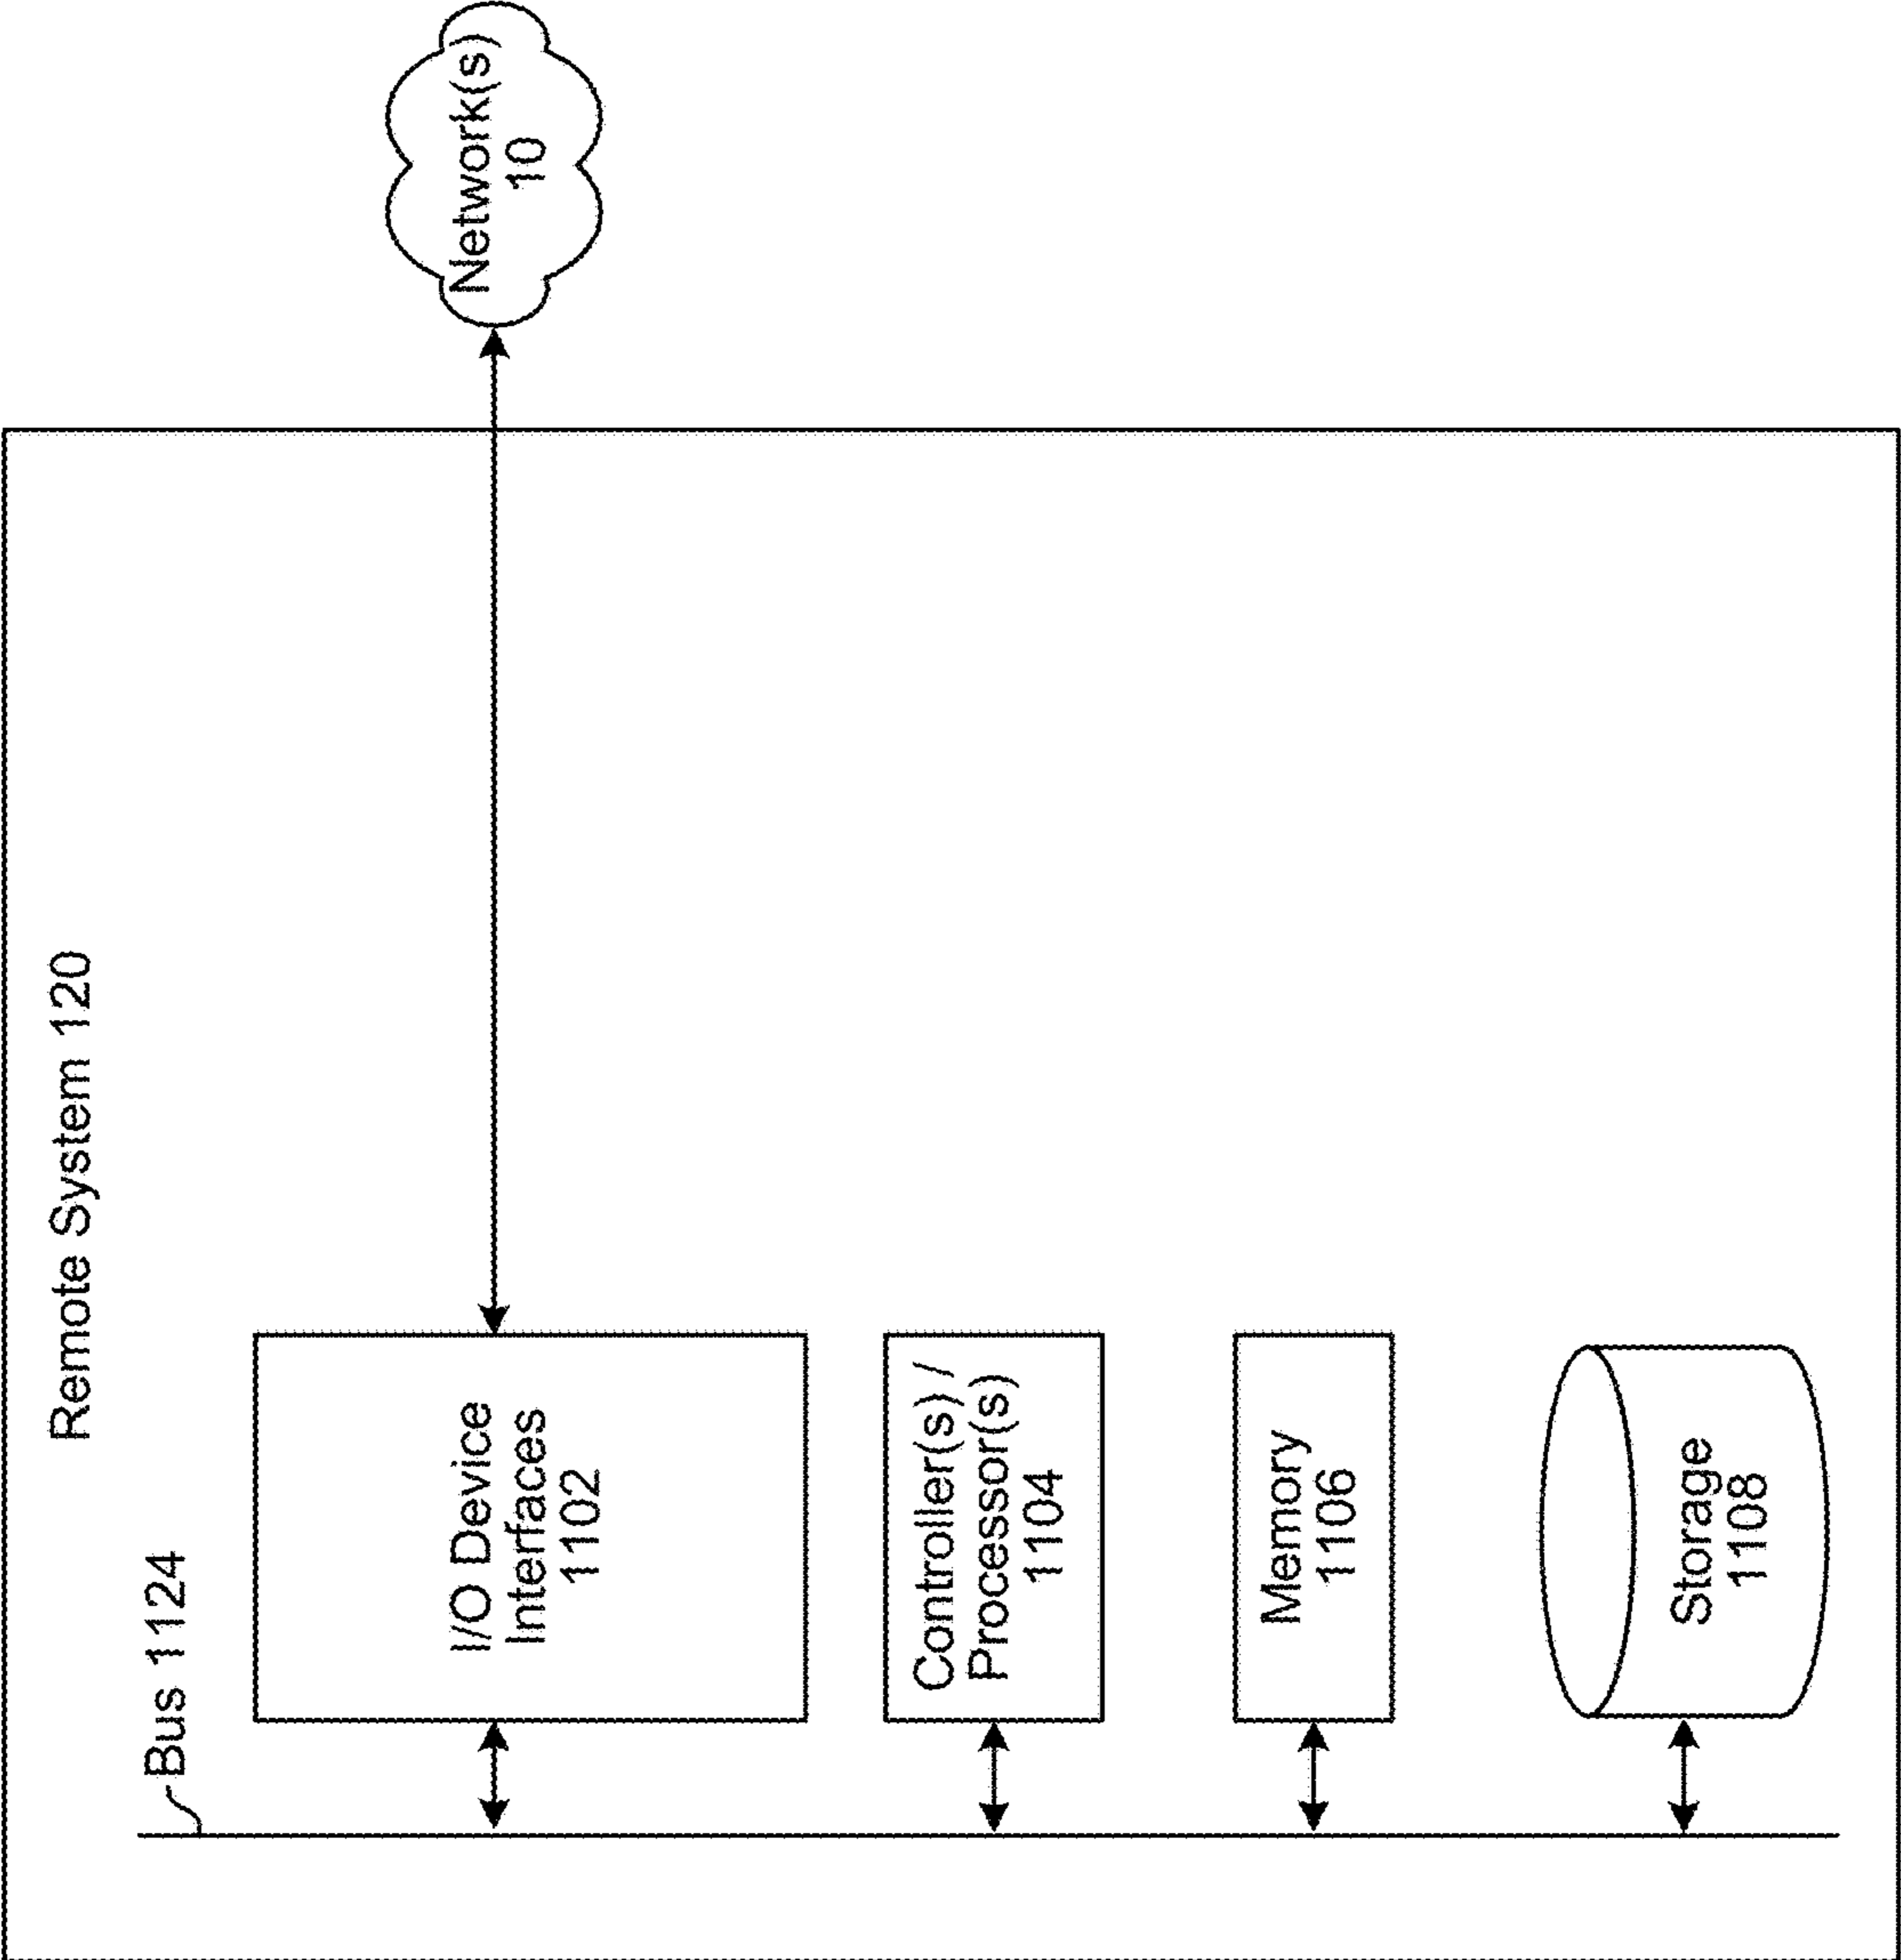 Remote System 120
Bus 1124
I/O Device
Interfaces
1102
Network(s)
10
Controller(s) /
Processor(s)
1104
Memory
1106
Storage
1108